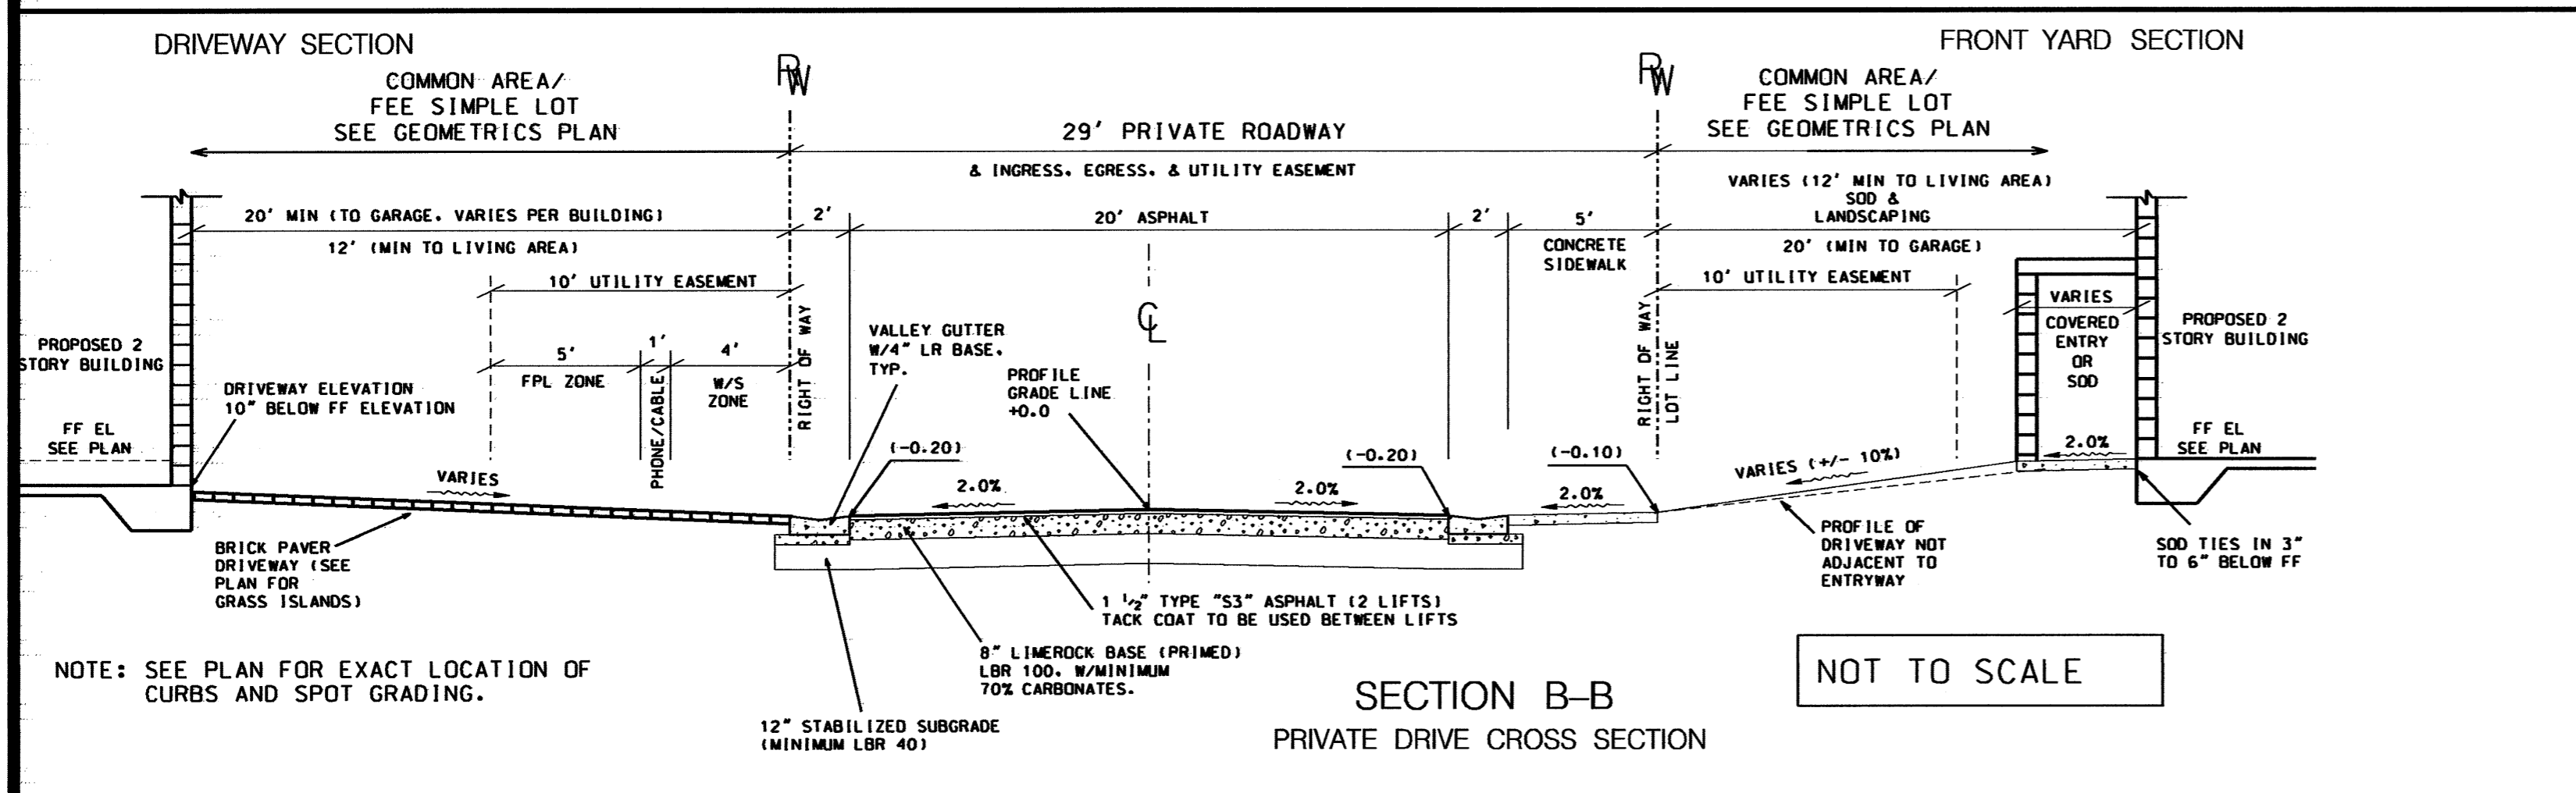 DRIVEWAY SECTION
FRONT YARD SECTION
COMMON AREA/
FEE SIMPLE LOT
SEE GEOMETRICS PLAN
R/W
29' PRIVATE ROADWAY
& INGRESS. EGRESS. & UTILITY EASEMENT
R/W
COMMON AREA/
FEE SIMPLE LOT
SEE GEOMETRICS PLAN
20' MIN (TO GARAGE. VARIES PER BUILDING)
12' (MIN TO LIVING AREA)
2'
20' ASPHALT
2'
5'
CONCRETE
SIDEWALK
VARIES (12' MIN TO LIVING AREA)
SOD &
LANDSCAPING
20' (MIN TO GARAGE)
10' UTILITY EASEMENT
10' UTILITY EASEMENT
5'
FPL ZONE
1'
PHONE/CABLE
4'
W/S
ZONE
RIGHT OF WAY
VALLEY GUTTER
W/4" LR BASE.
TYP.
PROFILE
GRADE LINE
+0.0
CL
RIGHT OF WAY
LOT LINE
VARIES
COVERED
ENTRY
OR
SOD
PROPOSED 2
STORY BUILDING
PROPOSED 2
STORY BUILDING
DRIVEWAY ELEVATION
10" BELOW FF ELEVATION
FF EL
SEE PLAN
FF EL
SEE PLAN
VARIES
(-0.20)
2.0%
2.0%
(-0.20)
(-0.10)
2.0%
VARIES (+/- 10%)
2.0%
BRICK PAVER
DRIVEWAY (SEE
PLAN FOR
GRASS ISLANDS)
PROFILE OF
DRIVEWAY NOT
ADJACENT TO
ENTRYWAY
SOD TIES IN 3"
TO 6" BELOW FF
1 1/2" TYPE "S3" ASPHALT (2 LIFTS)
TACK COAT TO BE USED BETWEEN LIFTS
8" LIMEROCK BASE (PRIMED)
LBR 100. W/MINIMUM
70% CARBONATES.
12" STABILIZED SUBGRADE
(MINIMUM LBR 40)
NOTE: SEE PLAN FOR EXACT LOCATION OF
CURBS AND SPOT GRADING.
SECTION B-B
PRIVATE DRIVE CROSS SECTION
NOT TO SCALE